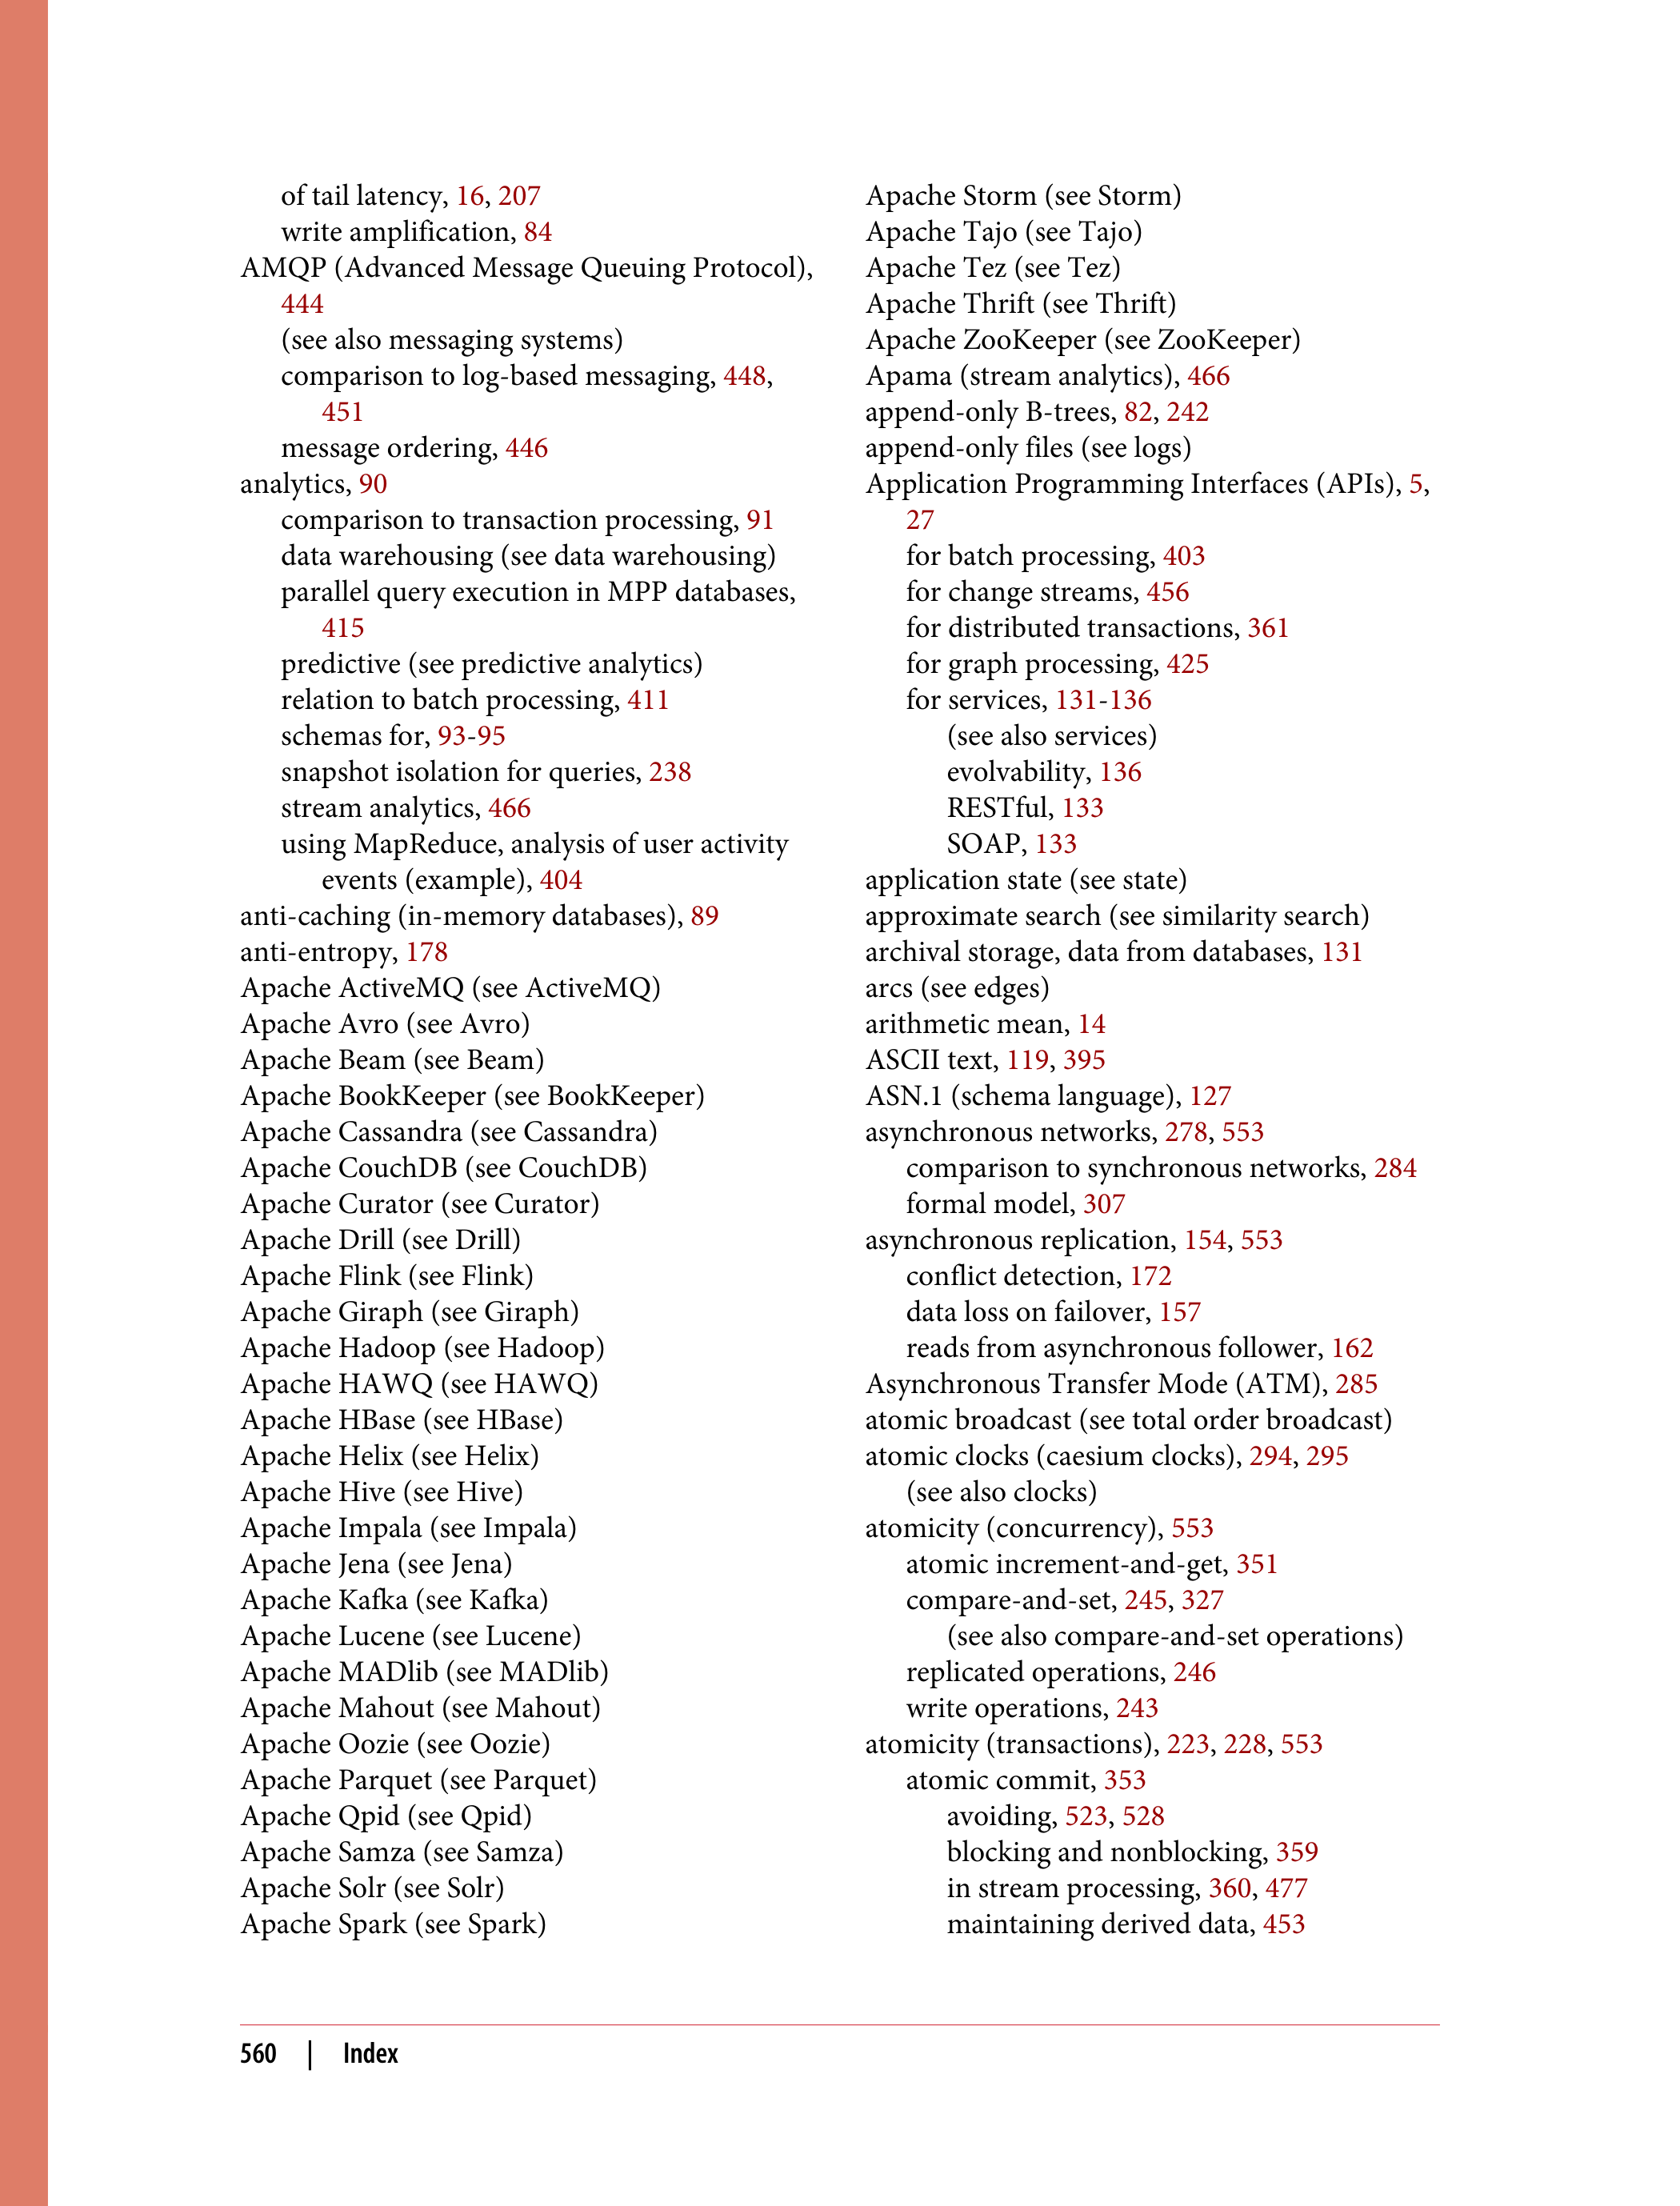 of tail latency, 16, 207
write amplification, 84
AMQP (Advanced Message Queuing Protocol),
444
(see also messaging systems)
comparison to log-based messaging, 448,
451
message ordering, 446
analytics, 90
comparison to transaction processing, 91
data warehousing (see data warehousing)
parallel query execution in MPP databases,
415
predictive (see predictive analytics)
relation to batch processing, 411
schemas for, 93-95
snapshot isolation for queries, 238
stream analytics, 466
using MapReduce, analysis of user activity
events (example), 404
anti-caching (in-memory databases), 89
anti-entropy, 178
Apache ActiveMQ (see ActiveMQ)
Apache Avro (see Avro)
Apache Beam (see Beam)
Apache BookKeeper (see BookKeeper)
Apache Cassandra (see Cassandra)
Apache CouchDB (see CouchDB)
Apache Curator (see Curator)
Apache Drill (see Drill)
Apache Flink (see Flink)
Apache Giraph (see Giraph)
Apache Hadoop (see Hadoop)
Apache HAWQ (see HAWQ)
Apache HBase (see HBase)
Apache Helix (see Helix)
Apache Hive (see Hive)
Apache Impala (see Impala)
Apache Jena (see Jena)
Apache Kafka (see Kafka)
Apache Lucene (see Lucene)
Apache MADlib (see MADlib)
Apache Mahout (see Mahout)
Apache Oozie (see Oozie)
Apache Parquet (see Parquet)
Apache Qpid (see Qpid)
Apache Samza (see Samza)
Apache Solr (see Solr)
Apache Spark (see Spark)
Apache Storm (see Storm)
Apache Tajo (see Tajo)
Apache Tez (see Tez)
Apache Thrift (see Thrift)
Apache ZooKeeper (see ZooKeeper)
Apama (stream analytics), 466
append-only B-trees, 82, 242
append-only files (see logs)
Application Programming Interfaces (APIs), 5,
27
for batch processing, 403
for change streams, 456
for distributed transactions, 361
for graph processing, 425
for services, 131-136
(see also services)
evolvability, 136
RESTful, 133
SOAP, 133
application state (see state)
approximate search (see similarity search)
archival storage, data from databases, 131
arcs (see edges)
arithmetic mean, 14
ASCII text, 119, 395
ASN.1 (schema language), 127
asynchronous networks, 278, 553
comparison to synchronous networks, 284
formal model, 307
asynchronous replication, 154, 553
conflict detection, 172
data loss on failover, 157
reads from asynchronous follower, 162
Asynchronous Transfer Mode (ATM), 285
atomic broadcast (see total order broadcast)
atomic clocks (caesium clocks), 294, 295
(see also clocks)
atomicity (concurrency), 553
atomic increment-and-get, 351
compare-and-set, 245, 327
(see also compare-and-set operations)
replicated operations, 246
write operations, 243
atomicity (transactions), 223, 228, 553
atomic commit, 353
avoiding, 523, 528
blocking and nonblocking, 359
in stream processing, 360, 477
maintaining derived data, 453
560 | Index